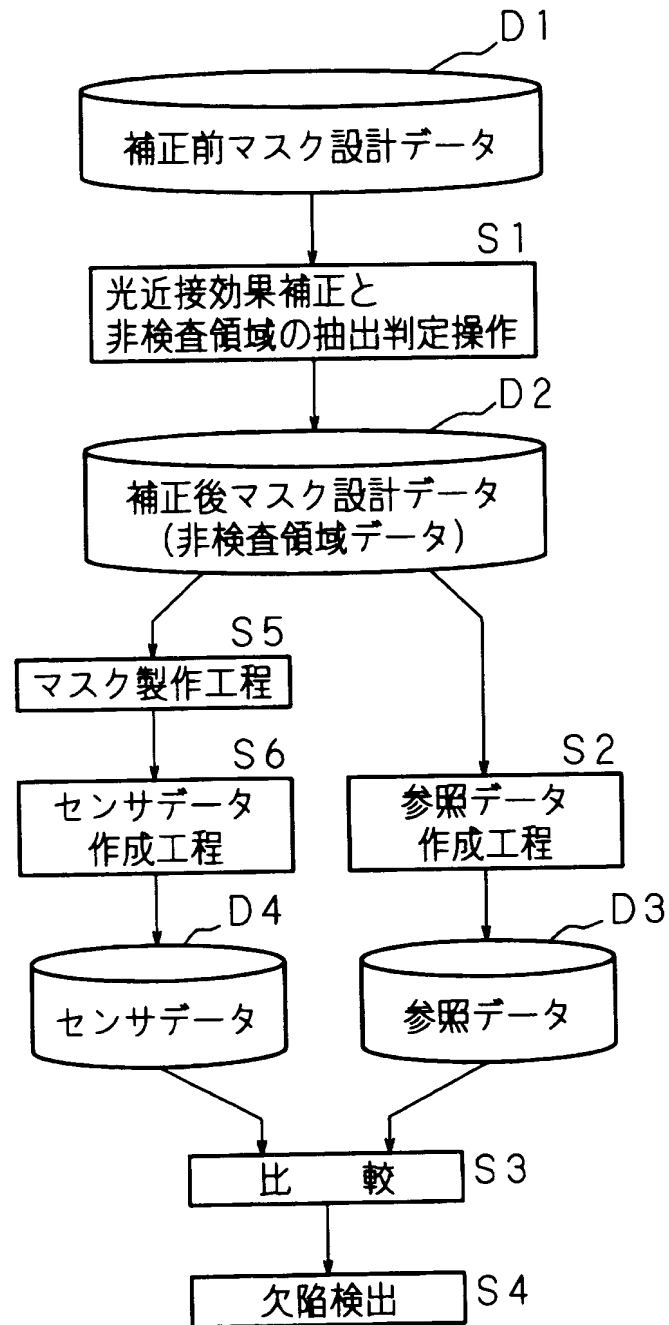 D1
補正前マスク設計データ
S1
光近接効果補正と
非検査領域の抽出判定操作
D2
補正後マスク設計データ
(非検査領域データ)
S5
マスク製作工程
S6
センサデータ
作成工程
S2
参照データ
作成工程
D4
センサデータ
D3
参照データ
比 較
S3
欠陥検出
S4